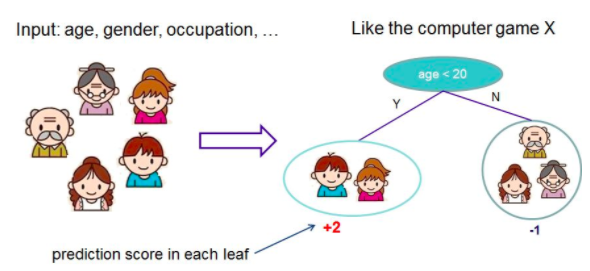 Input: age, gender, occupation, …
Like the computer game X
age < 20
Y
N
+2
-1
prediction score in each leaf